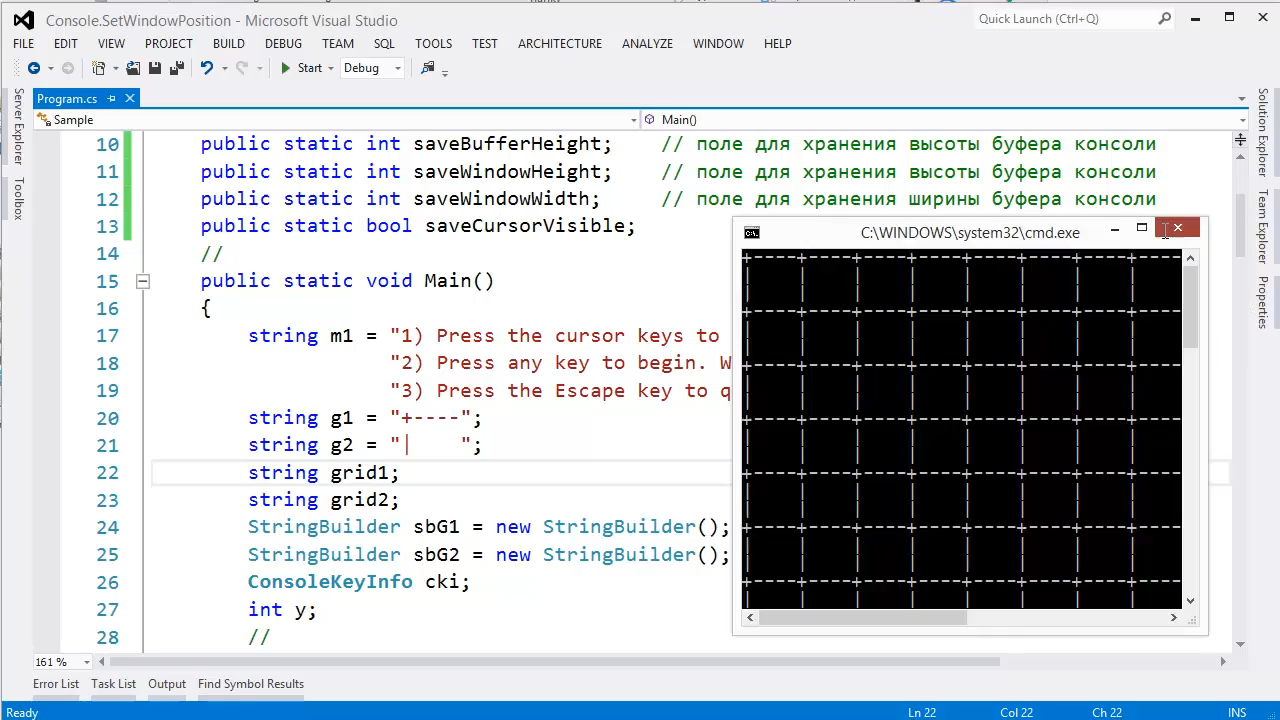 Console.SetWindowPosition - Microsoft Visual Studio
Quick Launch (Ctrl+Q)
FILE EDIT VIEW PROJECT BUILD DEBUG TEAM SQL TOOLS TEST ARCHITECTURE ANALYZE WINDOW HELP
Start Debug
Program.cs
Sample Main()
Server Explorer
Toolbox
Solution Explorer
Team Explorer
Properties
10 public static int saveBufferHeight; // поле для хранения высоты буфера консоли
11 public static int saveWindowHeight; // поле для хранения высоты буфера консоли
12 public static int saveWindowWidth; // поле для хранения ширины буфера консоли
13 public static bool saveCursorVisible;
14 //
15 public static void Main()
16 {
17 string m1 = "1) Press the cursor keys to
18 "2) Press any key to begin. W
19 "3) Press the Escape key to q
20 string g1 = "+----";
21 string g2 = "|    ";
22 string grid1;
23 string grid2;
24 StringBuilder sbG1 = new StringBuilder();
25 StringBuilder sbG2 = new StringBuilder();
26 ConsoleKeyInfo cki;
27 int y;
28 //
C:\WINDOWS\system32\cmd.exe
161 %
Error List Task List Output Find Symbol Results
Ready Ln 22 Col 22 Ch 22 INS